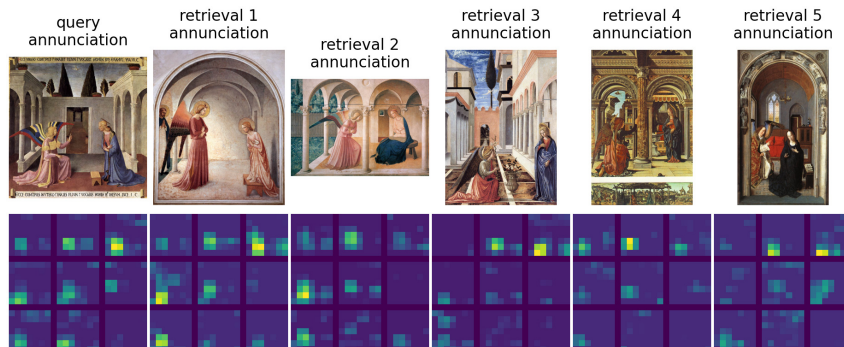 query
annunciation
retrieval 1
annunciation
retrieval 2
annunciation
retrieval 3
annunciation
retrieval 4
annunciation
retrieval 5
annunciation